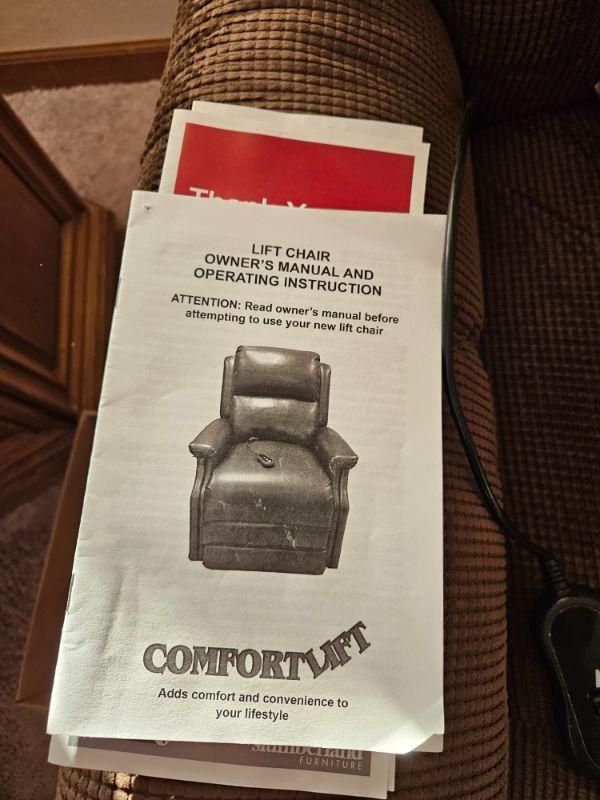 LIFT CHAIR
OWNER'S MANUAL AND
OPERATING INSTRUCTION
ATTENTION: Read owner's manual before
attempting to use your new lift chair
COMFORTLIFT
Adds comfort and convenience to
your lifestyle
slumberland
FURNITURE